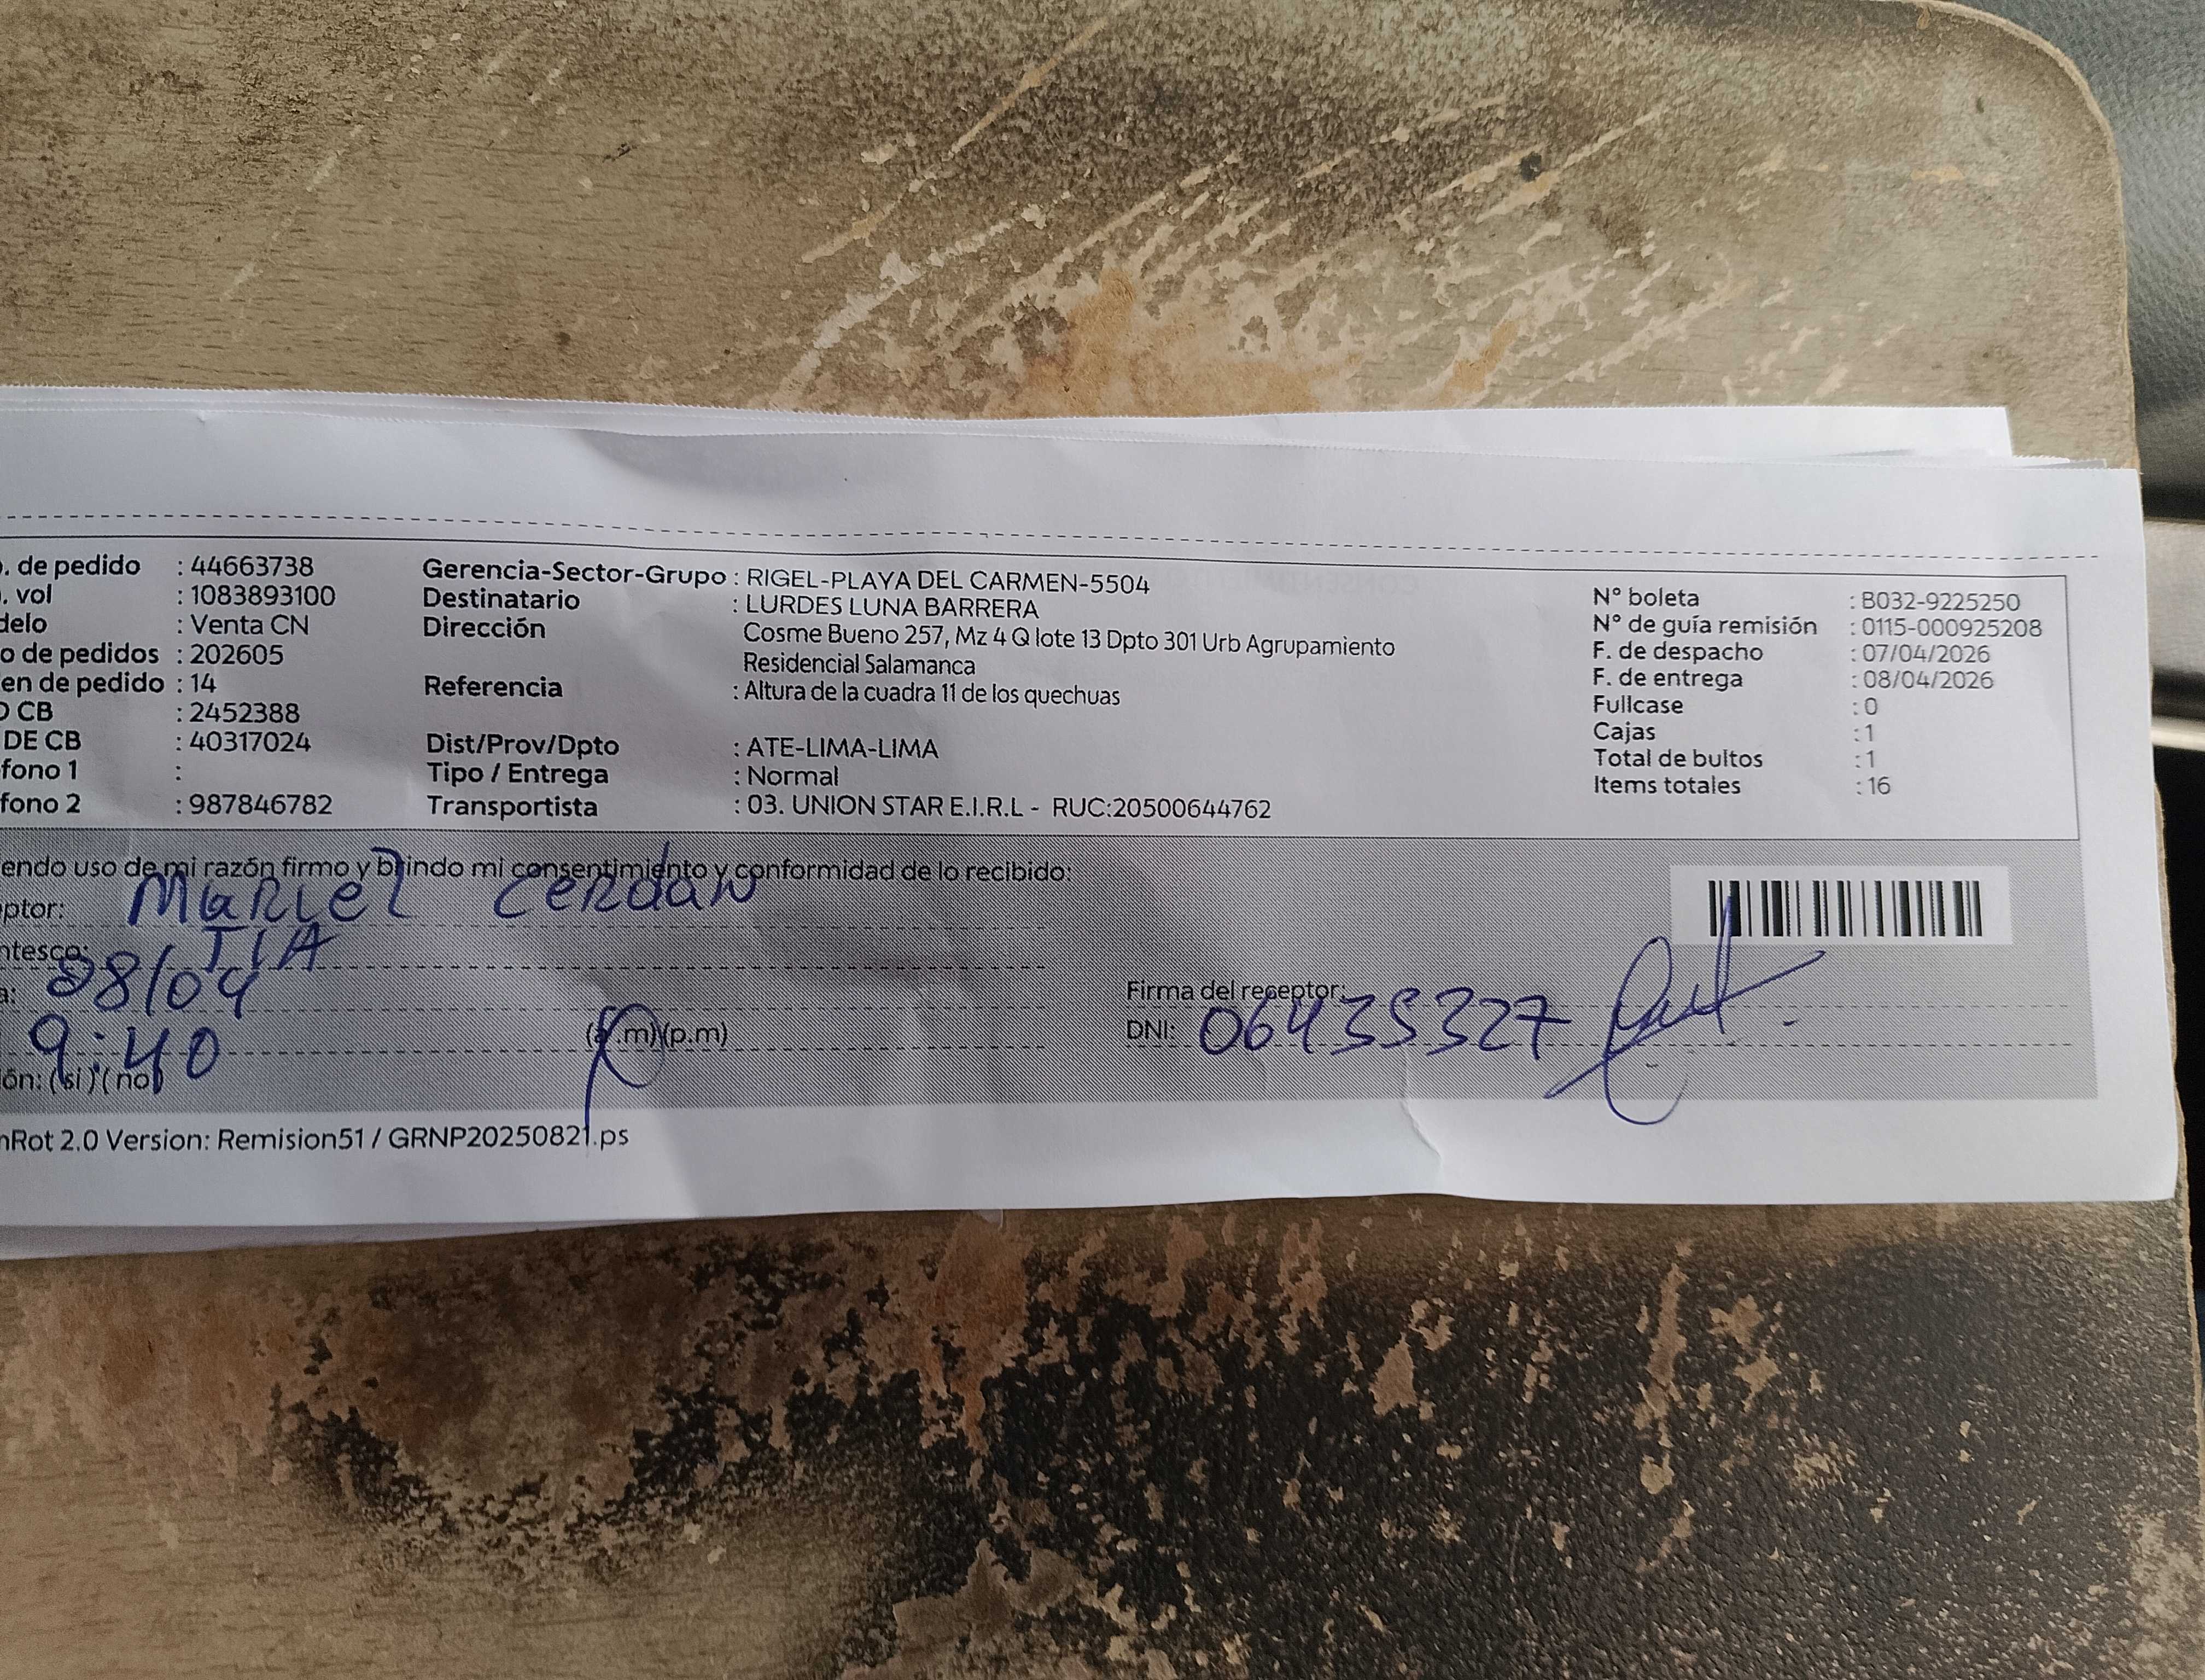 . de pedido : 44663738
. vol : 1083893100
delo : Venta CN
o de pedidos : 202605
en de pedido : 14
CB : 2452388
DE CB : 40317024
fono 1 :
fono 2 : 987846782
Gerencia-Sector-Grupo : RIGEL-PLAYA DEL CARMEN-5504
Destinatario : LURDES LUNA BARRERA
Dirección Cosme Bueno 257, Mz 4 Q lote 13 Dpto 301 Urb Agrupamiento
Residencial Salamanca
Referencia : Altura de la cuadra 11 de los quechuas
Dist/Prov/Dpto : ATE-LIMA-LIMA
Tipo / Entrega : Normal
Transportista : 03. UNION STAR E.I.R.L - RUC:20500644762
N° boleta : B032-9225250
N° de guía remisión : 0115-000925208
F. de despacho : 07/04/2026
F. de entrega : 08/04/2026
Fullcase : 0
Cajas : 1
Total de bultos : 1
Items totales : 16
endo uso de mi razón firmo y brindo mi consentimiento y conformidad de lo recibido:
ptor: Mariel Cerdán
ntesco: TIA
a: 08/04
9:40 (a.m)(p.m)
ón: (si) (no)
Firma del receptor:
DNI: 06435327
nRot 2.0 Version: Remision51 / GRNP20250821.ps